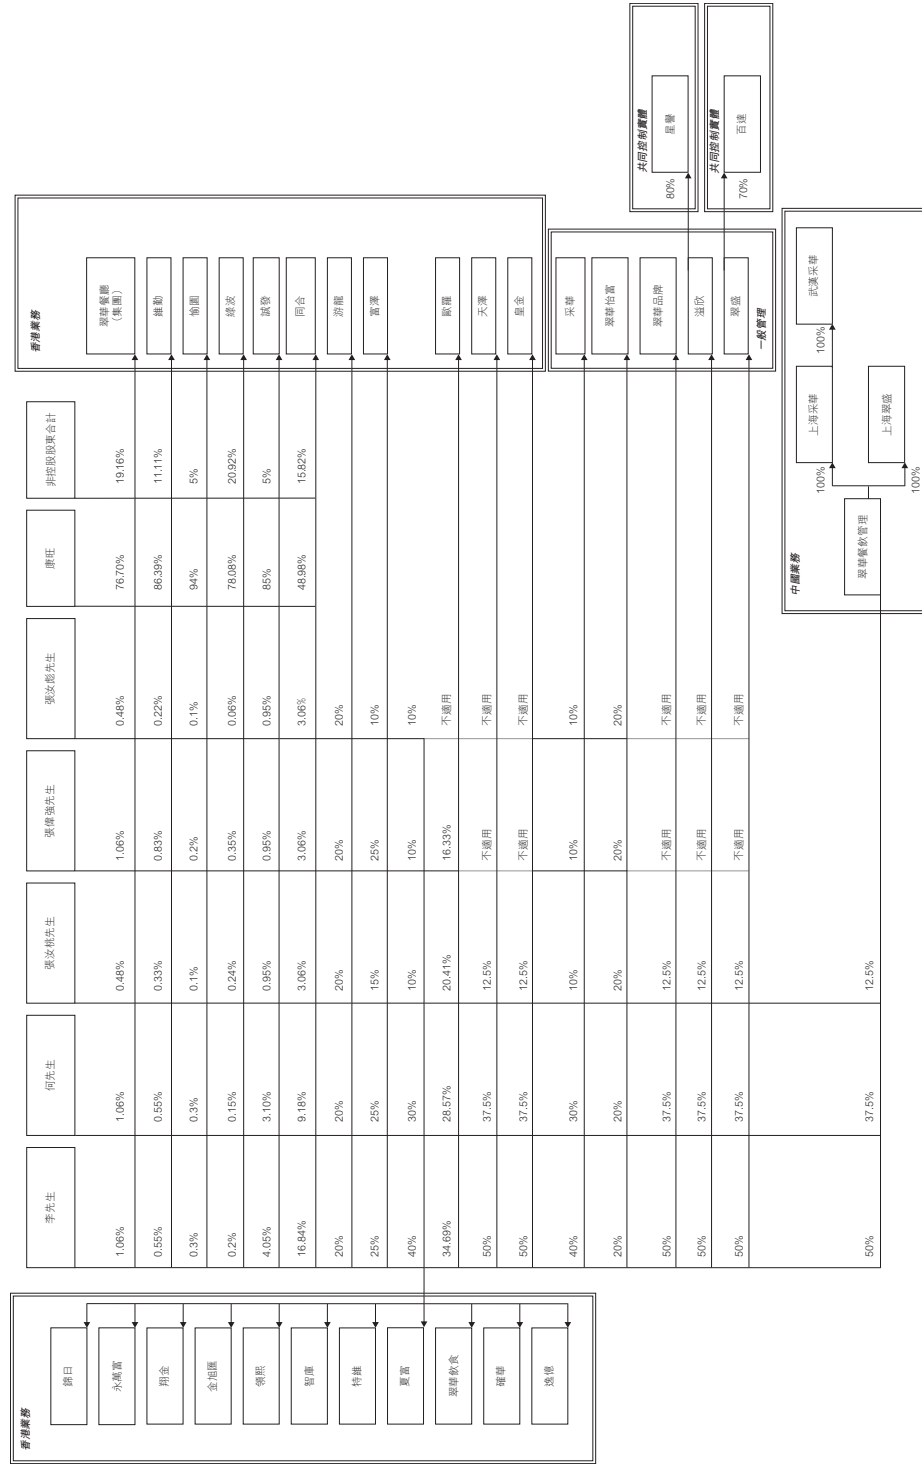 香港業務
錦日
永萬富
翔金
金旭匯
領熙
智庫
特維
夏富
翠華飲食
確華
逸億
李先生 何先生 張汝桃先生 張偉強先生 張汝彪先生 康旺 非控股股東合計
香港業務
1.06% 1.06% 0.48% 1.06% 0.48% 76.70% 19.16% 翠華餐廳
(集團)
0.55% 0.55% 0.33% 0.83% 0.22% 86.39% 11.11% 維勤
0.3% 0.3% 0.1% 0.2% 0.1% 94% 5% 愉圃
0.2% 0.15% 0.24% 0.35% 0.06% 78.08% 20.92% 綠波
4.05% 3.10% 0.95% 0.95% 0.95% 85% 5% 誠發
16.84% 9.18% 3.06% 3.06% 3.06% 48.98% 15.82% 同合
20% 20% 20% 20% 20% 游龍
25% 25% 15% 25% 10% 富澤
40% 30% 10% 10% 10%
34.69% 28.57% 20.41% 16.33% 不適用 歐羅
50% 37.5% 12.5% 不適用 不適用 天澤
50% 37.5% 12.5% 不適用 不適用 皇金
40% 30% 10% 10% 10% 采華
20% 20% 20% 20% 20% 翠華怡富
50% 37.5% 12.5% 不適用 不適用 翠華品牌
50% 37.5% 12.5% 不適用 不適用 溢欣
50% 37.5% 12.5% 不適用 不適用 翠盛
一般管理
共同控制實體
80% 星譽
共同控制實體
70% 百達
中國業務
50% 37.5% 12.5% 翠華餐飲管理
100% 上海采華
100% 武漢采華
100% 上海翠盛